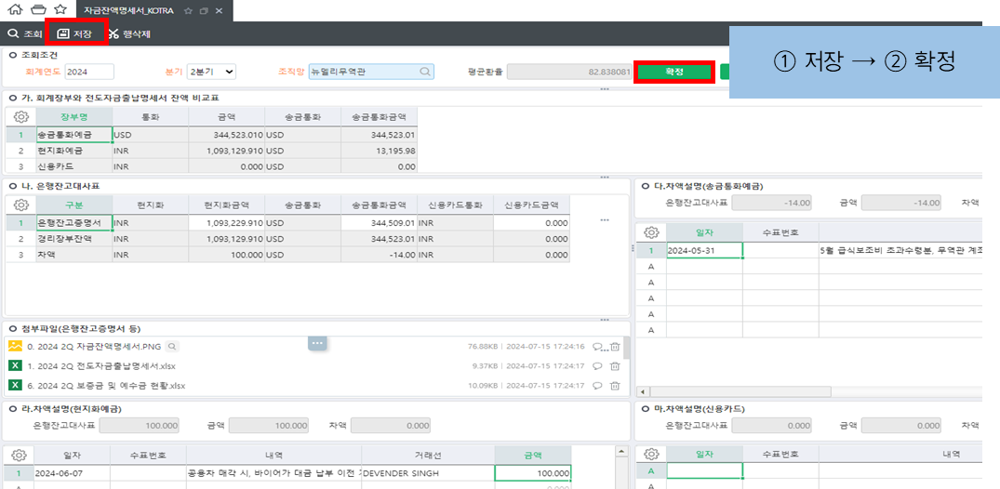 자금잔액명세서_KOTRA
조회 저장 행삭제
① 저장 → ② 확정
조회조건
회계연도 2024 분기 2분기 조직망 뉴델리무역관 평균환율 82.838081 확정
가. 회계장부와 전도자금출납명세서 잔액 비교표
장부명 통화 금액 송금통화 송금통화금액
1 송금통화예금 USD 344,523.010 USD 344,523.01
2 현지화예금 INR 1,093,129.910 USD 13,195.98
3 신용카드 INR 0.000 USD 0.00
나. 은행잔고대사표
구분 현지화 현지화금액 송금통화 송금통화금액 신용카드통화 신용카드금액
1 은행잔고증명서 INR 1,093,229.910 USD 344,509.01 INR 0.000
2 경리장부잔액 INR 1,093,129.910 USD 344,523.01 INR 0.000
3 차액 INR 100.000 USD -14.00 INR 0.000
다.차액설명(송금통화예금)
은행잔고대사표 -14.00 금액 -14.00 차액
일자 수표번호
1 2024-05-31 5월 급식보조비 초과수령분, 무역관 계좌
A
A
A
A
A
첨부파일(은행잔고증명서 등)
0. 2024 2Q 자금잔액명세서.PNG 76.88KB 2024-07-15 17:24:16
1. 2024 2Q 전도자금출납명세서.xlsx 9.37KB 2024-07-15 17:24:17
6. 2024 2Q 보증금 및 예수금 현황.xlsx 10.09KB 2024-07-15 17:24:17
라.차액설명(현지화예금)
은행잔고대사표 100.000 금액 100.000 차액 0.000
일자 수표번호 내역 거래선 금액
1 2024-06-07 공용차 매각 시, 바이어가 대금 납부 이전 DEVENDER SINGH 100.000
A 0.000
마.차액설명(신용카드)
은행잔고대사표 0.000 금액 0.000 차액
일자 수표번호 내역
A
A